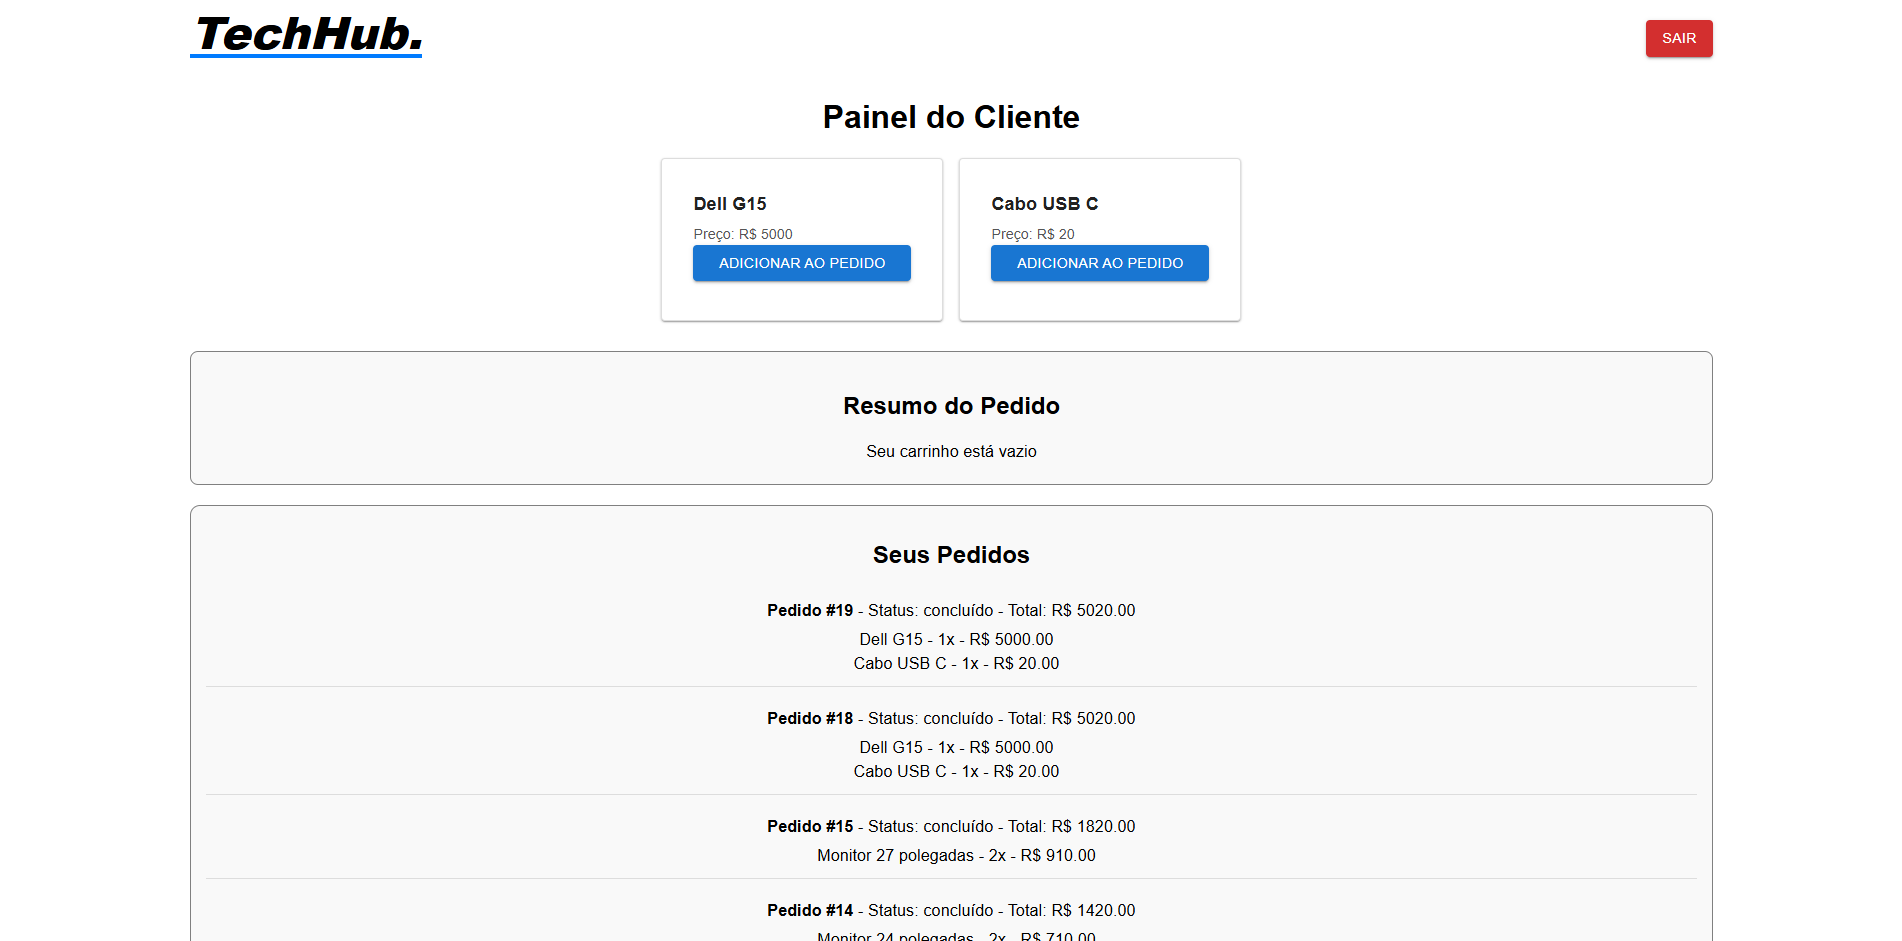 TechHub.
SAIR
Painel do Cliente
Dell G15
Preço: R$ 5000
ADICIONAR AO PEDIDO
Cabo USB C
Preço: R$ 20
ADICIONAR AO PEDIDO
Resumo do Pedido
Seu carrinho está vazio
Seus Pedidos
Pedido #19 - Status: concluído - Total: R$ 5020.00
Dell G15 - 1x - R$ 5000.00
Cabo USB C - 1x - R$ 20.00
Pedido #18 - Status: concluído - Total: R$ 5020.00
Dell G15 - 1x - R$ 5000.00
Cabo USB C - 1x - R$ 20.00
Pedido #15 - Status: concluído - Total: R$ 1820.00
Monitor 27 polegadas - 2x - R$ 910.00
Pedido #14 - Status: concluído - Total: R$ 1420.00
Monitor 24 polegadas - 2x - R$ 710.00